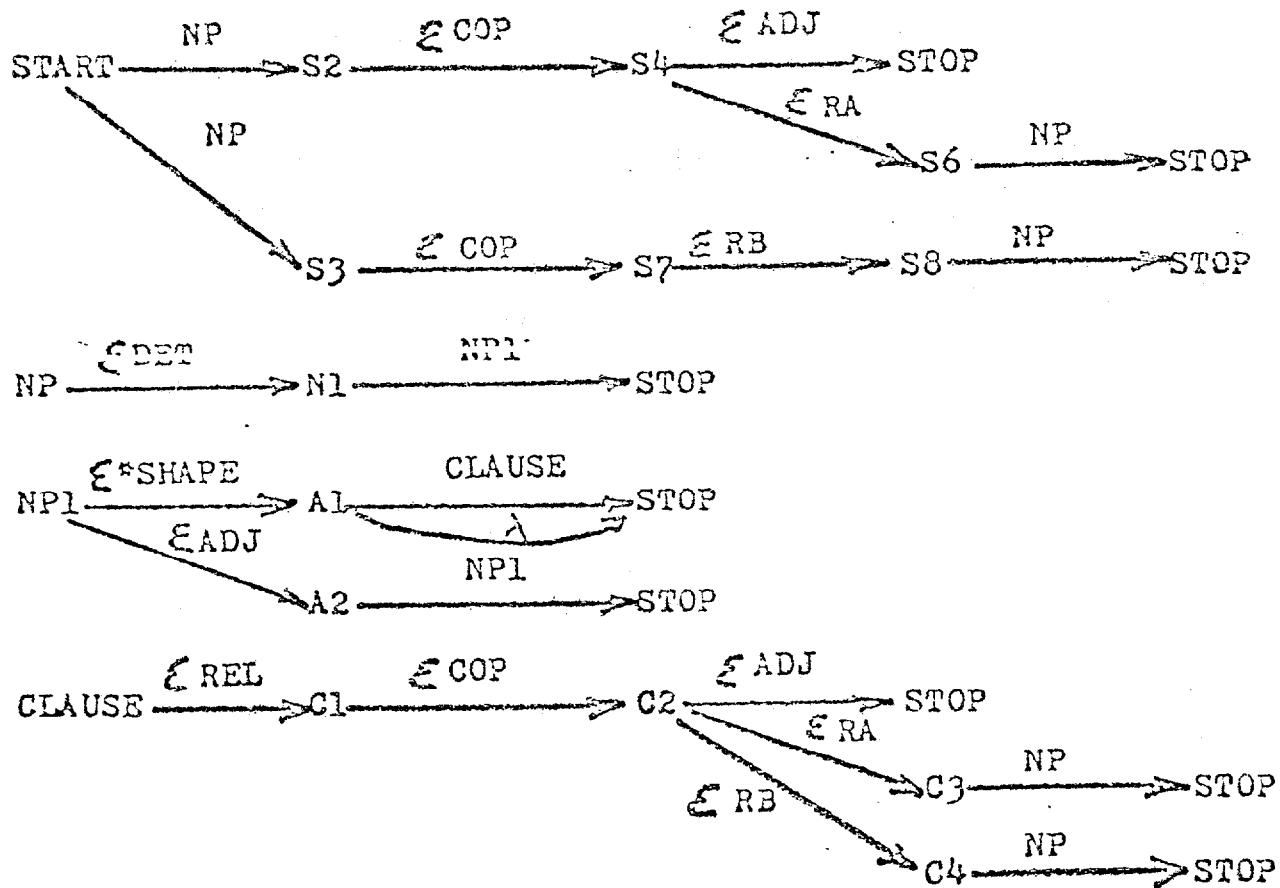 NP ε COP ε ADJ
START S2 S4 STOP
NP ε RA
S6 NP STOP
S3 ε COP S7 ε RB S8 NP STOP
ε DET NP1
NP N1 STOP
ε*SHAPE CLAUSE
NP1 A1 STOP
λ
ε ADJ NP1
A2 STOP
ε REL ε COP ε ADJ
CLAUSE C1 C2 STOP
ε RA NP
C3 STOP
ε RB NP
C4 STOP